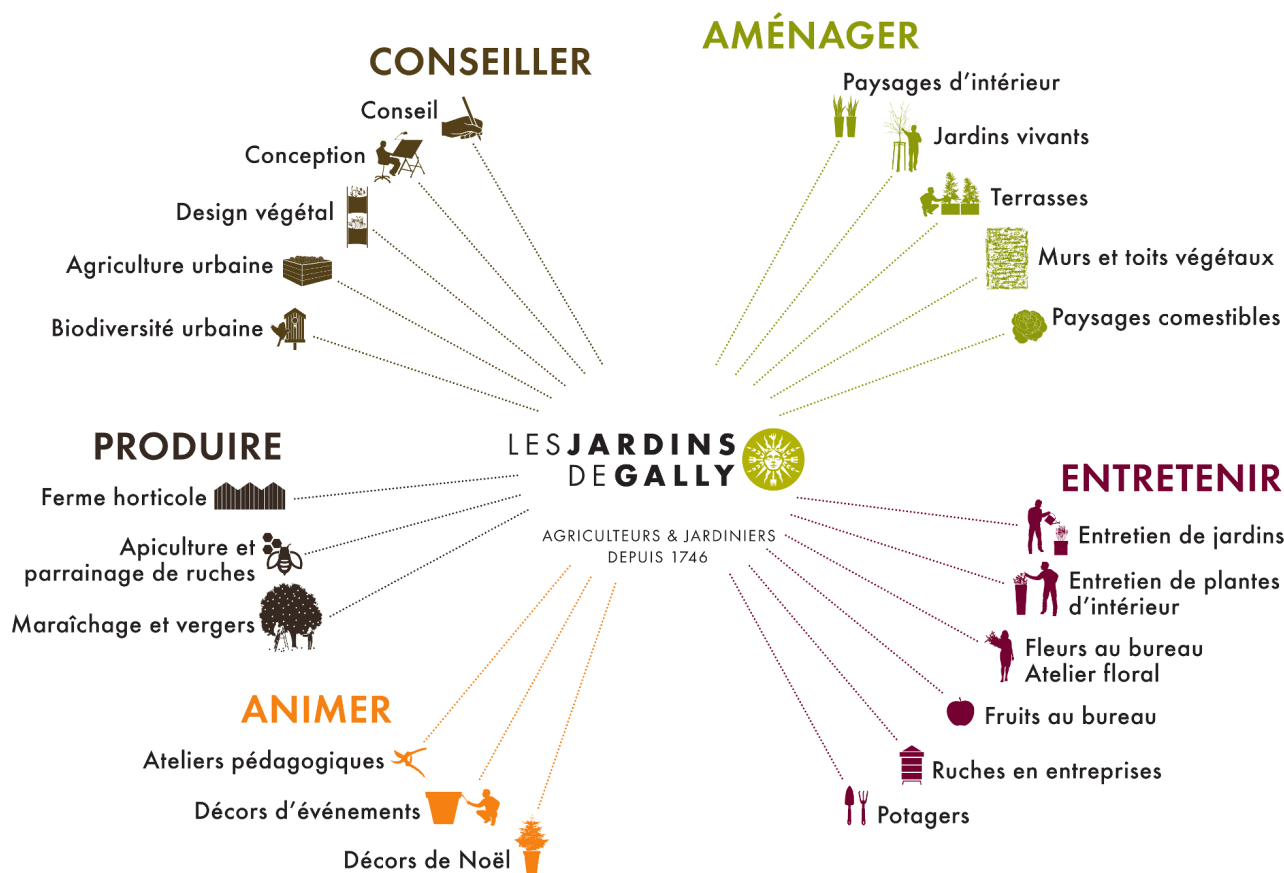 CONSEILLER
Conseil
Conception
Design végétal
Agriculture urbaine
Biodiversité urbaine
AMÉNAGER
Paysages d'intérieur
Jardins vivants
Terrasses
Murs et toits végétaux
Paysages comestibles
LES JARDINS
DE GALLY
AGRICULTEURS & JARDINIERS
DEPUIS 1746
PRODUIRE
Ferme horticole
Apiculture et
parrainage de ruches
Maraîchage et vergers
ENTRETENIR
Entretien de jardins
Entretien de plantes
d'intérieur
Fleurs au bureau
Atelier floral
Fruits au bureau
Ruches en entreprises
Potagers
ANIMER
Ateliers pédagogiques
Décors d'événements
Décors de Noël